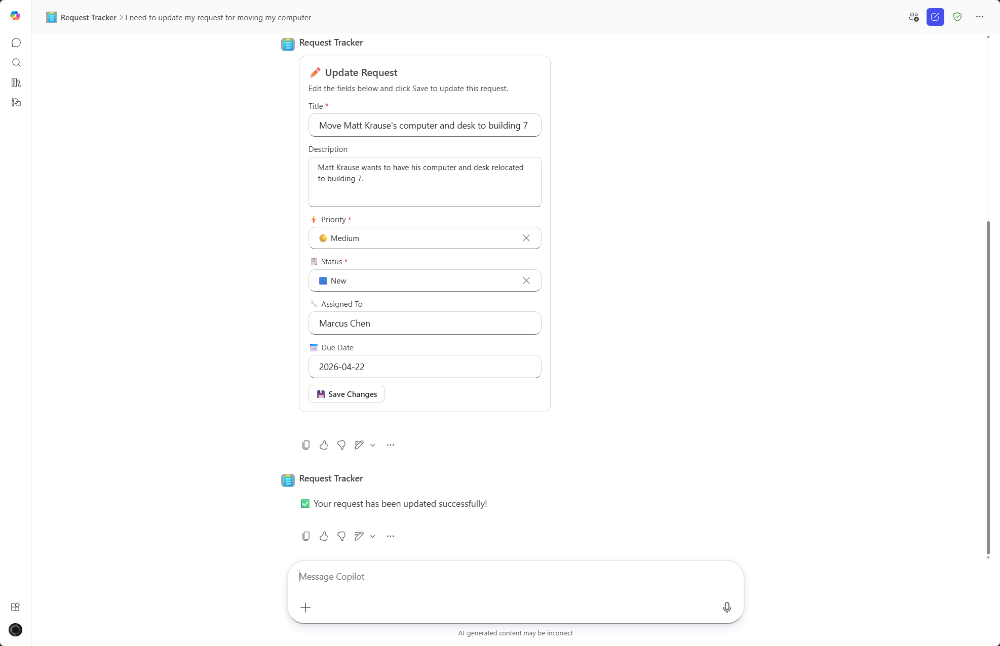 Request Tracker > I need to update my request for moving my computer
Request Tracker
Update Request
Edit the fields below and click Save to update this request.
Title *
Move Matt Krause's computer and desk to building 7
Description
Matt Krause wants to have his computer and desk relocated
to building 7.
Priority *
Medium
Status *
New
Assigned To
Marcus Chen
Due Date
2026-04-22
Save Changes
Request Tracker
Your request has been updated successfully!
Message Copilot
AI-generated content may be incorrect